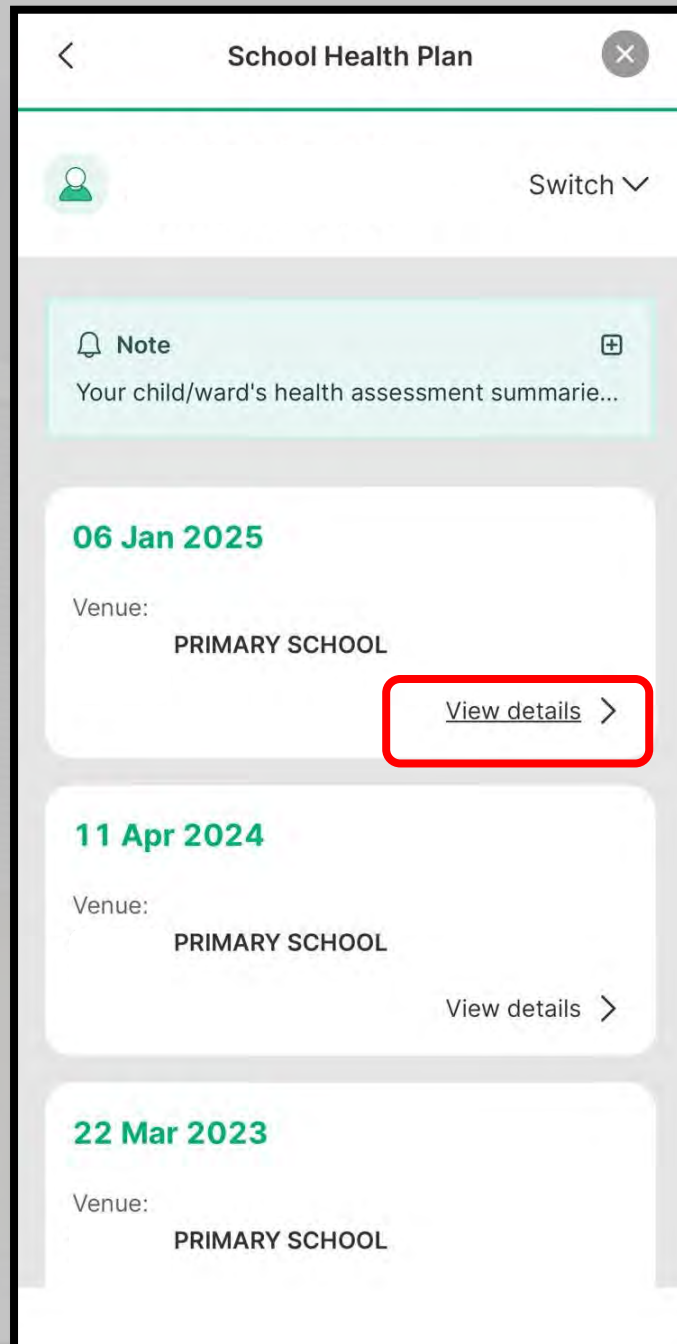 School Health Plan
Switch
Note
Your child/ward's health assessment summarie...
06 Jan 2025
Venue:
PRIMARY SCHOOL
View details
11 Apr 2024
Venue:
PRIMARY SCHOOL
View details
22 Mar 2023
Venue:
PRIMARY SCHOOL